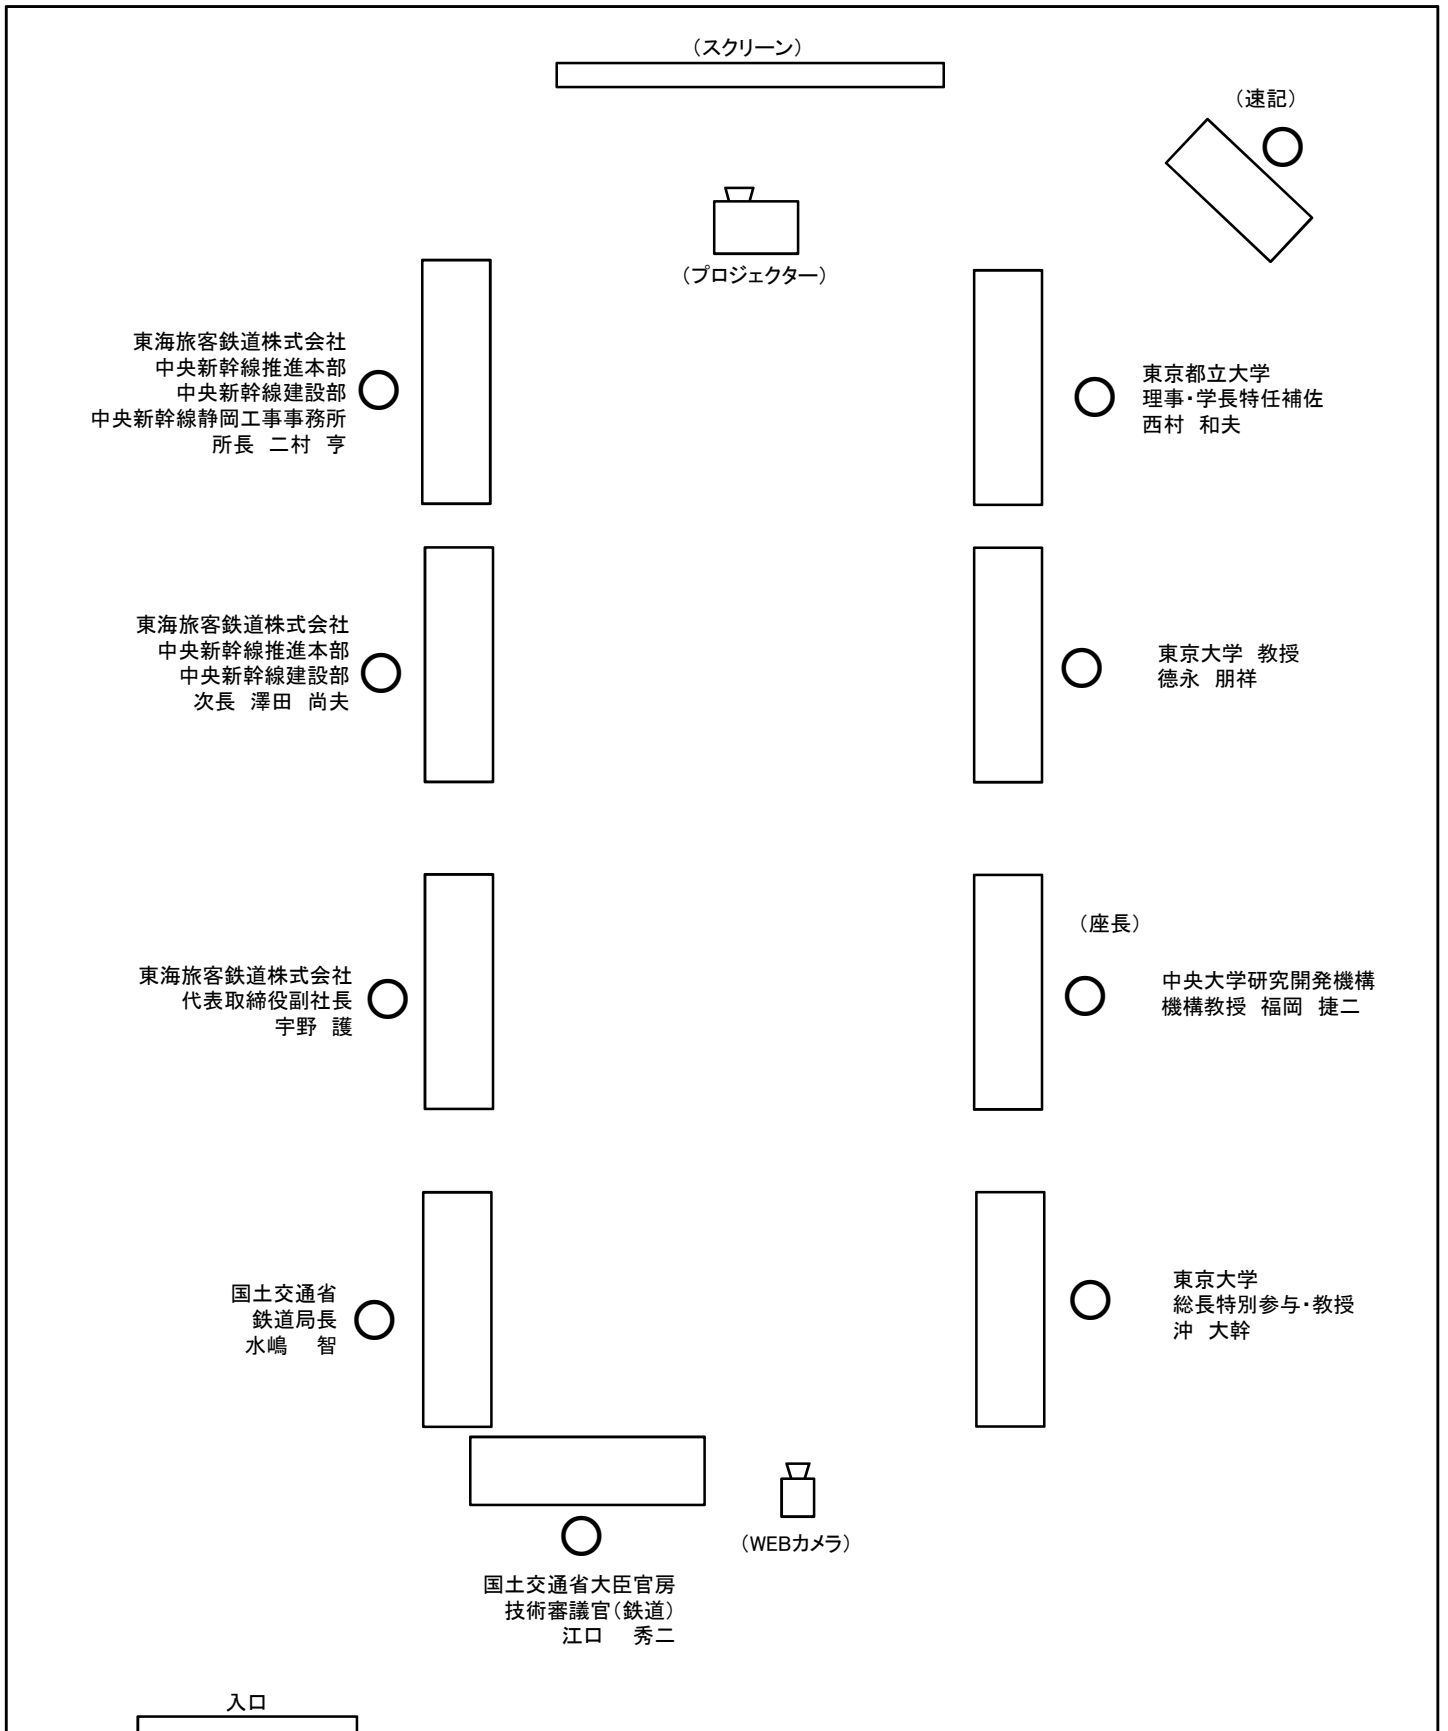 （スクリーン）
（速記）
（プロジェクター）
東海旅客鉄道株式会社
中央新幹線推進本部
中央新幹線建設部
中央新幹線静岡工事事務所
所長 二村 亨
東京都立大学
理事・学長特任補佐
西村 和夫
東海旅客鉄道株式会社
中央新幹線推進本部
中央新幹線建設部
次長 澤田 尚夫
東京大学 教授
德永 朋祥
東海旅客鉄道株式会社
代表取締役副社長
宇野 護
（座長）
中央大学研究開発機構
機構教授 福岡 捷二
国土交通省
鉄道局長
水嶋 智
東京大学
総長特別参与・教授
沖 大幹
（WEBカメラ）
国土交通省大臣官房
技術審議官（鉄道）
江口 秀二
入口